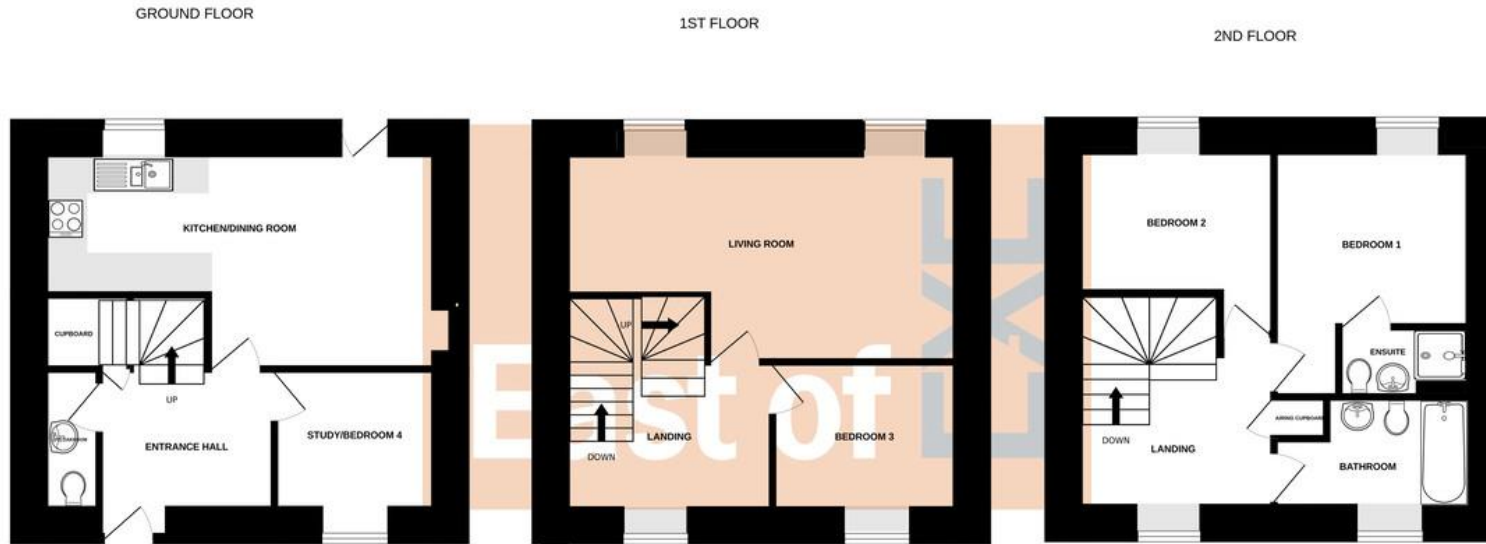 GROUND FLOOR
1ST FLOOR
2ND FLOOR
KITCHEN/DINING ROOM
CUPBOARD
UP
ENTRANCE HALL
STUDY/BEDROOM 4
LIVING ROOM
UP
DOWN
LANDING
BEDROOM 3
East of
EXE
BEDROOM 2
BEDROOM 1
ENSUITE
AIRING CUPBOARD
DOWN
LANDING
BATHROOM